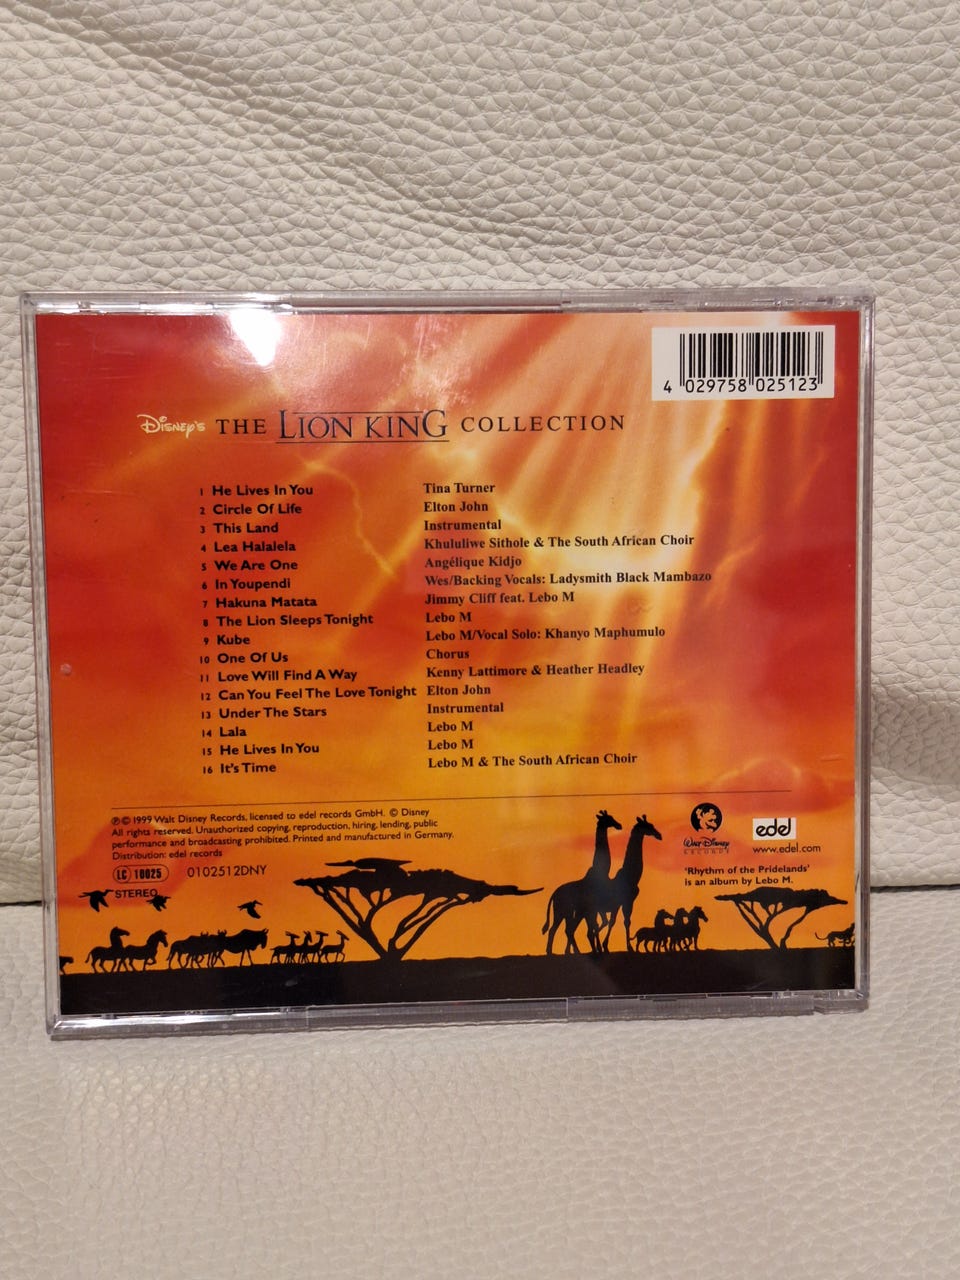 4 029758 025123
Disney's THE LION KING COLLECTION
1 He Lives In You Tina Turner
2 Circle Of Life Elton John
3 This Land Instrumental
4 Lea Halalela Khululiwe Sithole & The South African Choir
5 We Are One Angélique Kidjo
6 In Youpendi Wes/Backing Vocals: Ladysmith Black Mambazo
7 Hakuna Matata Jimmy Cliff feat. Lebo M
8 The Lion Sleeps Tonight Lebo M
9 Kube Lebo M/Vocal Solo: Khanyo Maphumulo
10 One Of Us Chorus
11 Love Will Find A Way Kenny Lattimore & Heather Headley
12 Can You Feel The Love Tonight Elton John
13 Under The Stars Instrumental
14 Lala Lebo M
15 He Lives In You Lebo M
16 It's Time Lebo M & The South African Choir
℗© 1999 Walt Disney Records, licensed to edel records GmbH. © Disney
All rights reserved. Unauthorized copying, reproduction, hiring, lending, public
performance and broadcasting prohibited. Printed and manufactured in Germany.
Distribution: edel records
LC 10025 0102512DNY
STEREO
WALT DISNEY
RECORDS
edel
www.edel.com
'Rhythm of the Pridelands'
is an album by Lebo M.